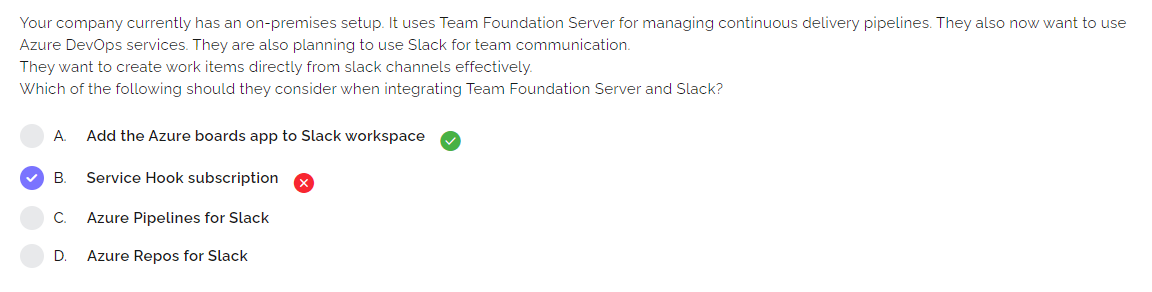 Your company currently has an on-premises setup. It uses Team Foundation Server for managing continuous delivery pipelines. They also now want to use
Azure DevOps services. They are also planning to use Slack for team communication.
They want to create work items directly from slack channels effectively.
Which of the following should they consider when integrating Team Foundation Server and Slack?
A. Add the Azure boards app to Slack workspace
B. Service Hook subscription
C. Azure Pipelines for Slack
D. Azure Repos for Slack